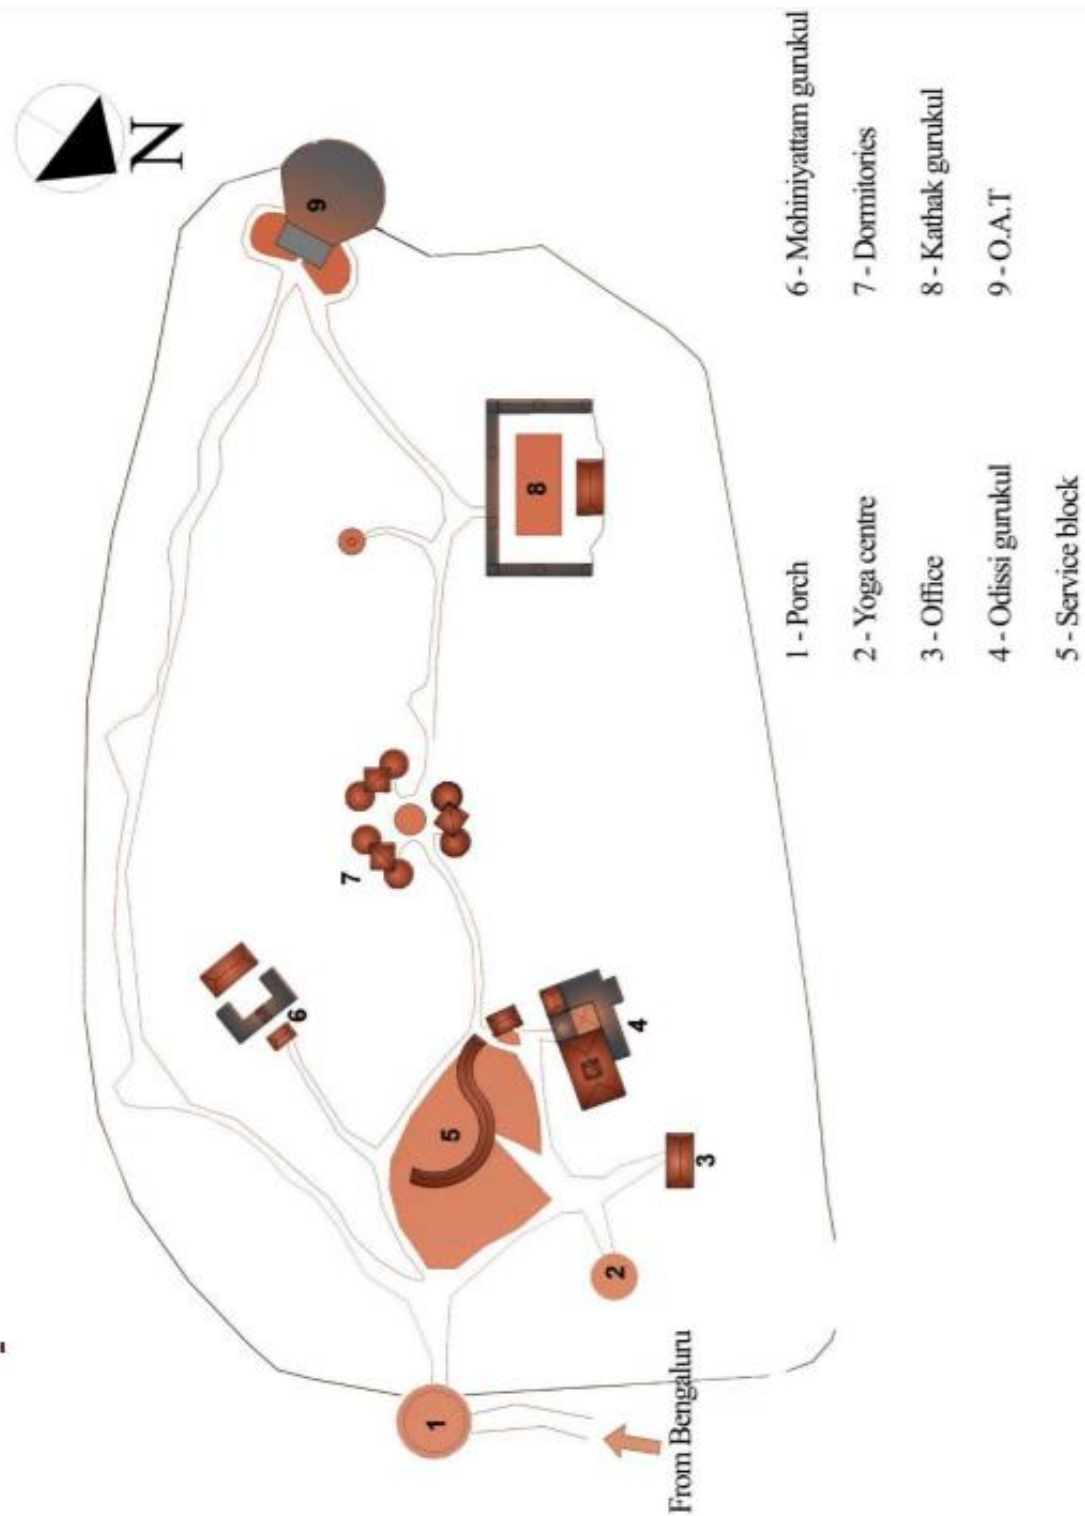 N
9
8
7
6
5
4
3
2
1
From Bengaluru
1 - Porch
2 - Yoga centre
3 - Office
4 - Odissi gurukul
5 - Service block
6 - Mohiniyattam gurukul
7 - Dormitories
8 - Kathak gurukul
9 - O.A.T